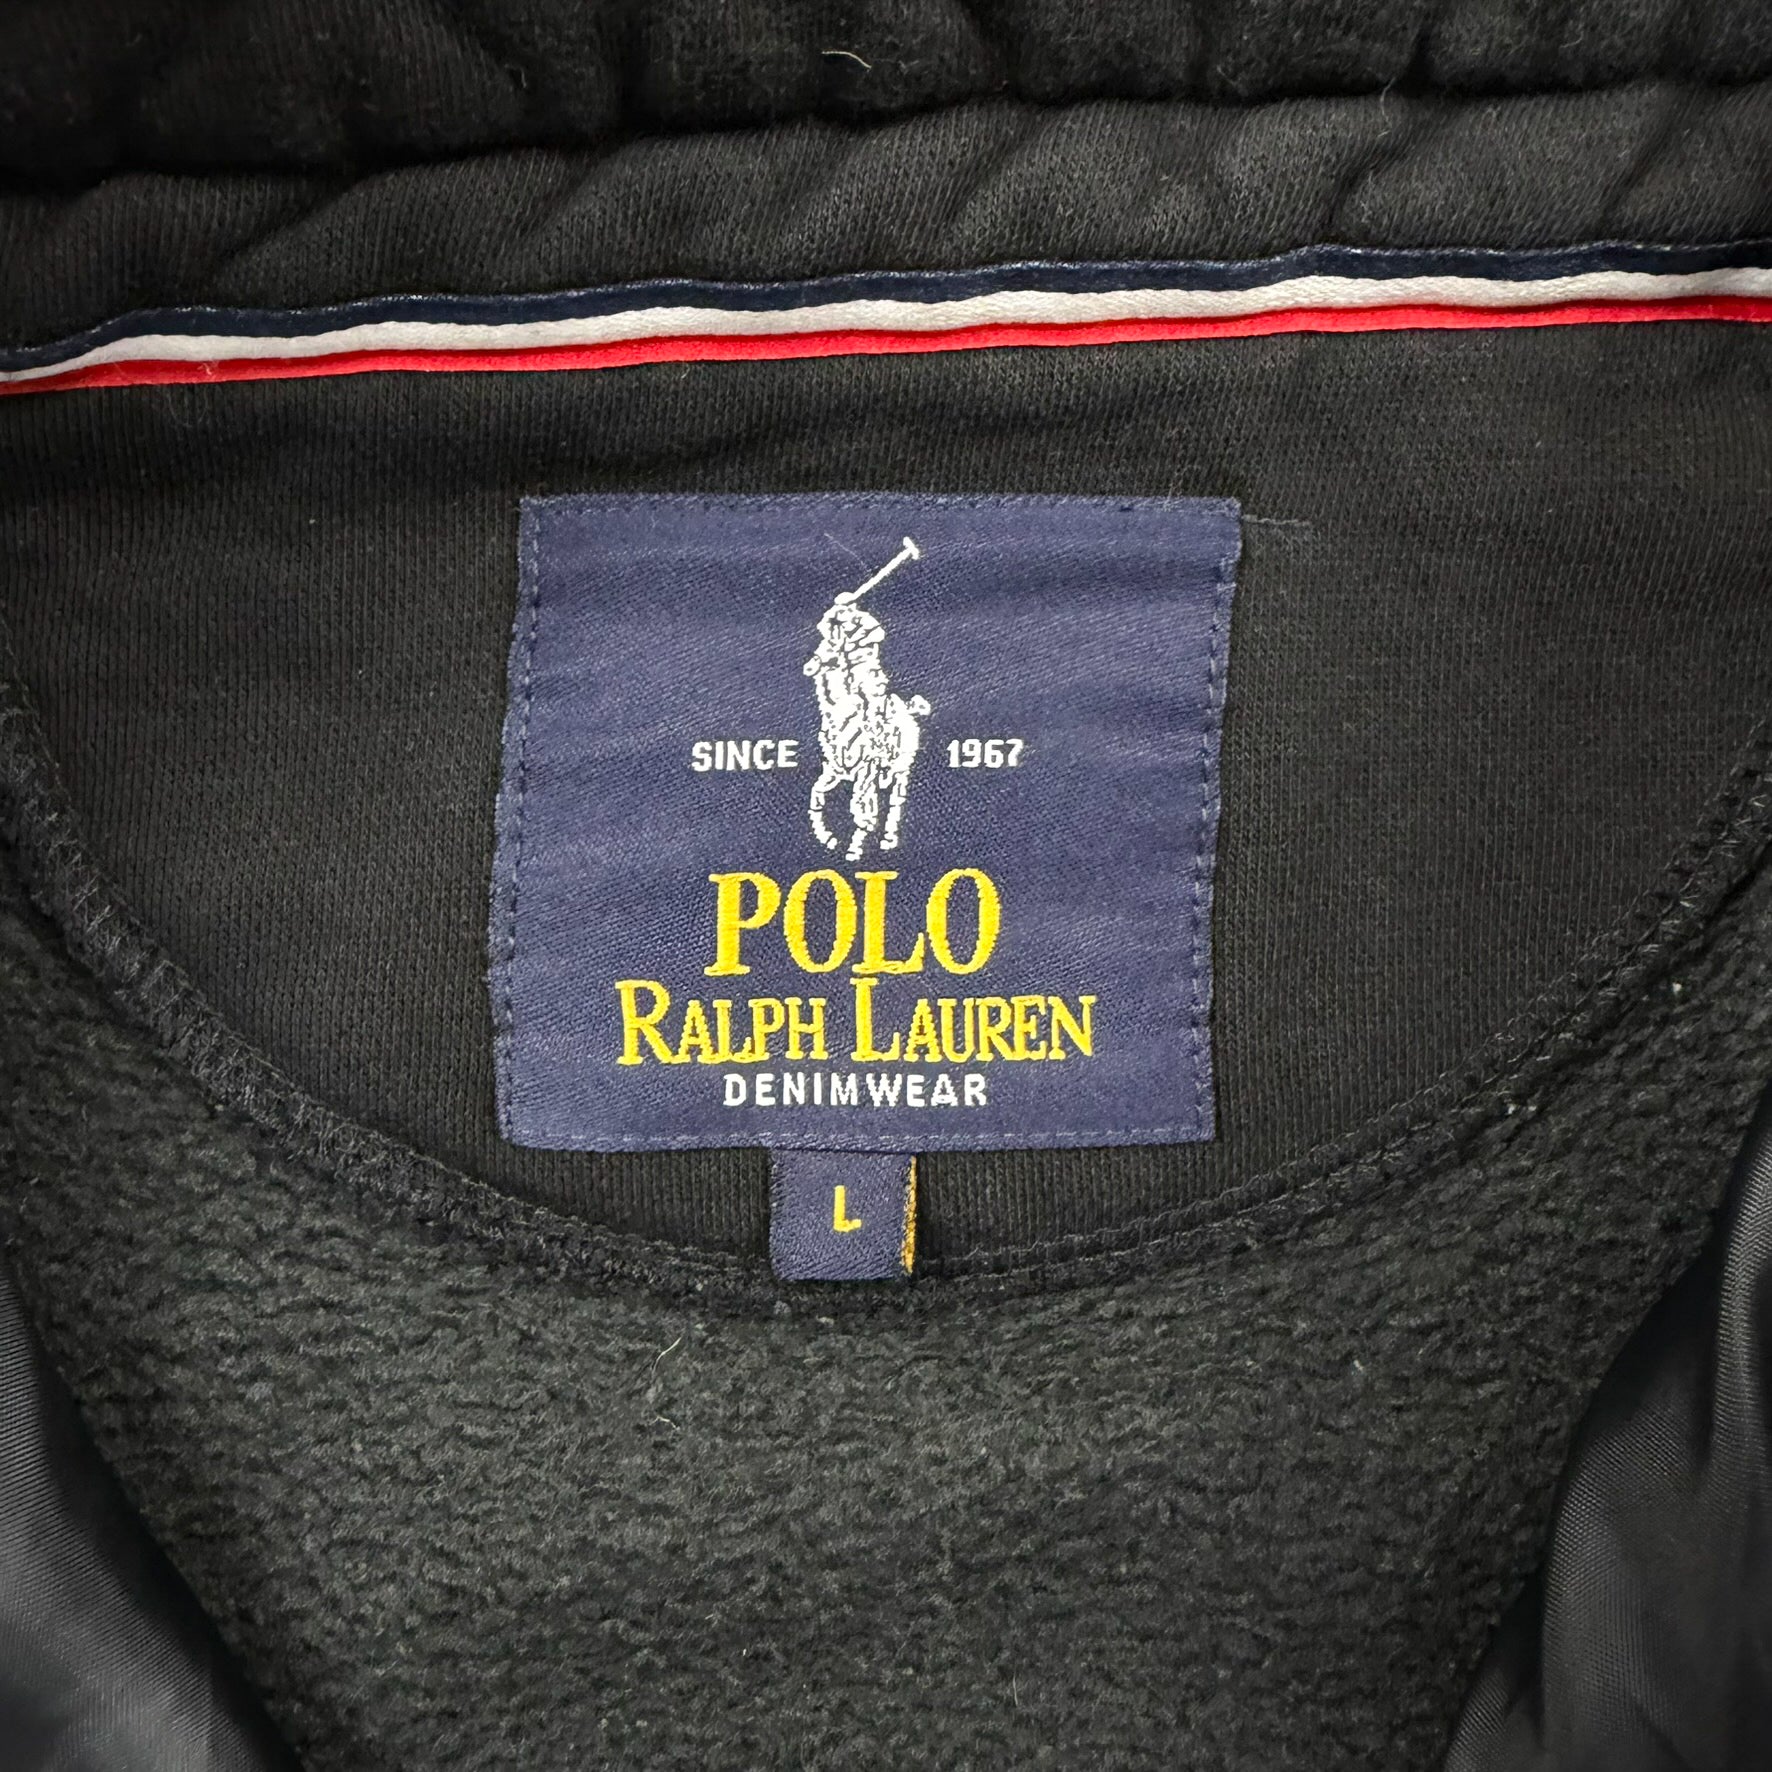 SINCE 1967
POLO
RALPH LAUREN
DENIMWEAR
L